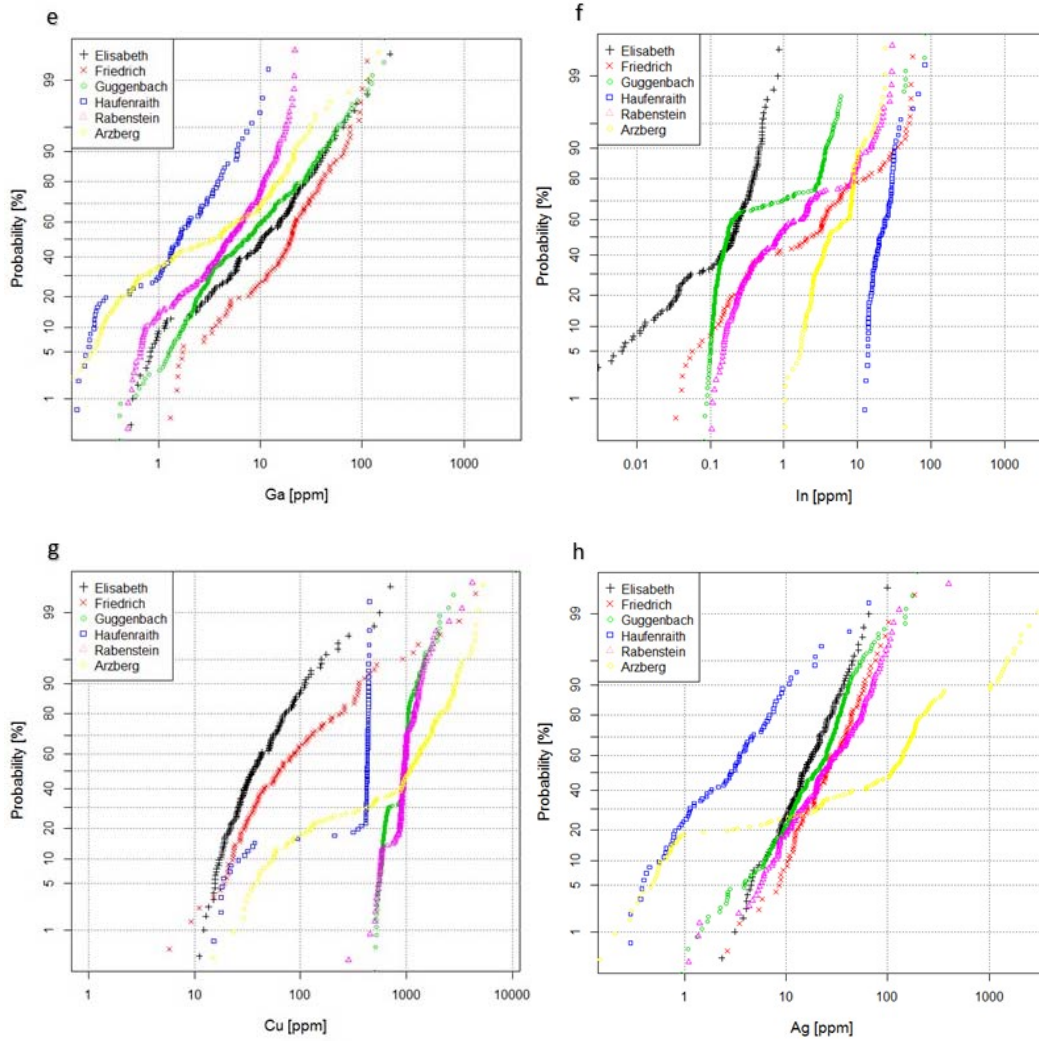 e
Elisabeth
Friedrich
Guggenbach
Haufenraith
Rabenstein
Arzberg
Probability [%]
99
90
80
60
40
30
20
10
5
1
1
10
100
1000
Ga [ppm]
f
Elisabeth
Friedrich
Guggenbach
Haufenraith
Rabenstein
Arzberg
Probability [%]
99
90
80
60
40
20
10
5
1
0.01
0.1
1
10
100
1000
In [ppm]
g
Elisabeth
Friedrich
Guggenbach
Haufenraith
Rabenstein
Arzberg
Probability [%]
99
90
80
60
40
20
10
5
1
1
10
100
1000
10000
Cu [ppm]
h
Elisabeth
Friedrich
Guggenbach
Haufenraith
Rabenstein
Arzberg
Probability [%]
99
90
80
60
40
20
10
5
1
1
10
100
1000
Ag [ppm]